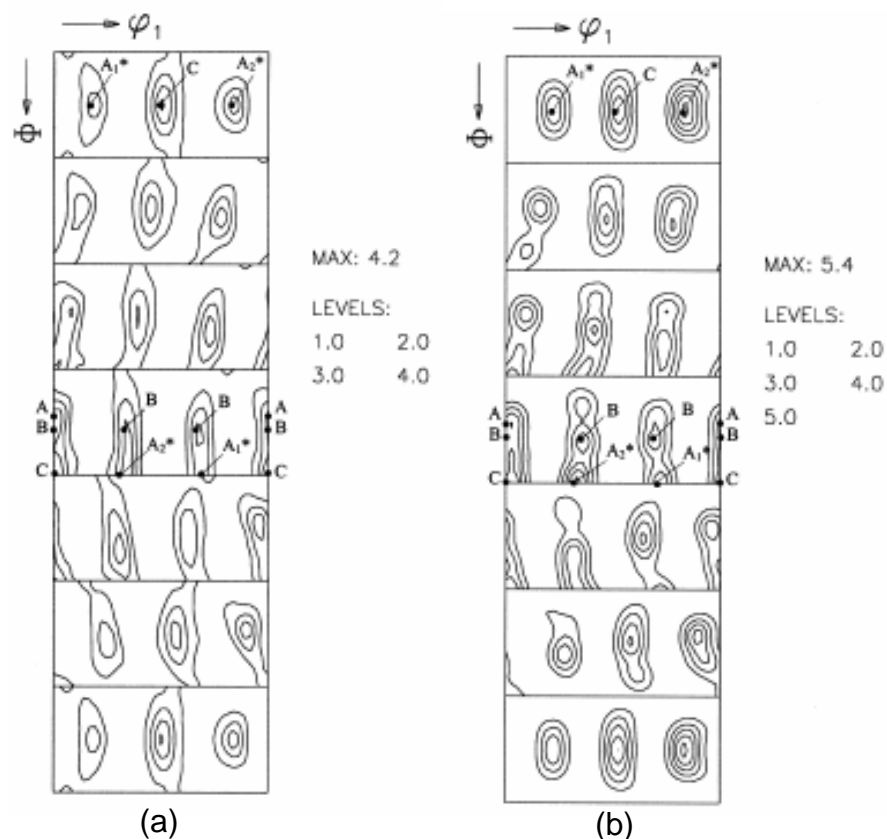 φ₁
φ₁
A₁* C A₂*
A₁* C A₂*
Φ
Φ
MAX: 4.2
LEVELS:
1.0 2.0
3.0 4.0
MAX: 5.4
LEVELS:
1.0 2.0
3.0 4.0
5.0
A B B A
B B
A₂* A₁*
C C
A B B A
B B
A₂* A₁*
C C
(a)
(b)